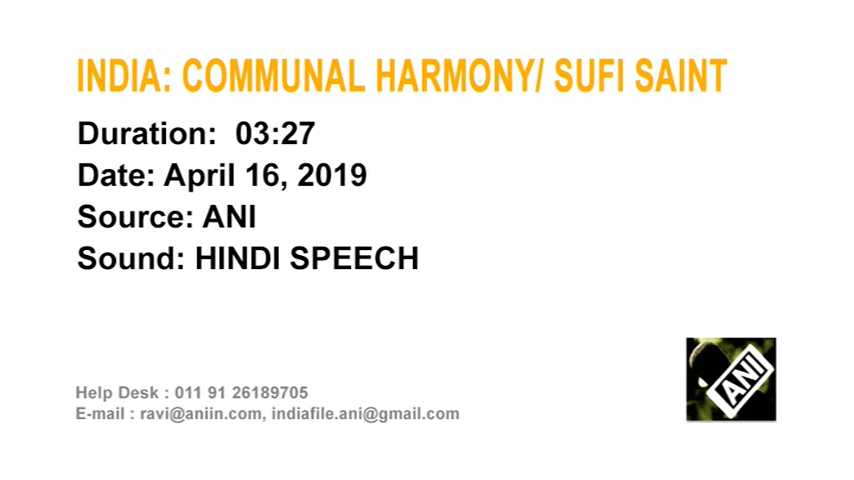 INDIA: COMMUNAL HARMONY/ SUFI SAINT
Duration:  03:27
Date: April 16, 2019
Source: ANI
Sound: HINDI SPEECH
Help Desk : 011 91 26189705
E-mail : ravi@aniin.com, indiafile.ani@gmail.com
ANI